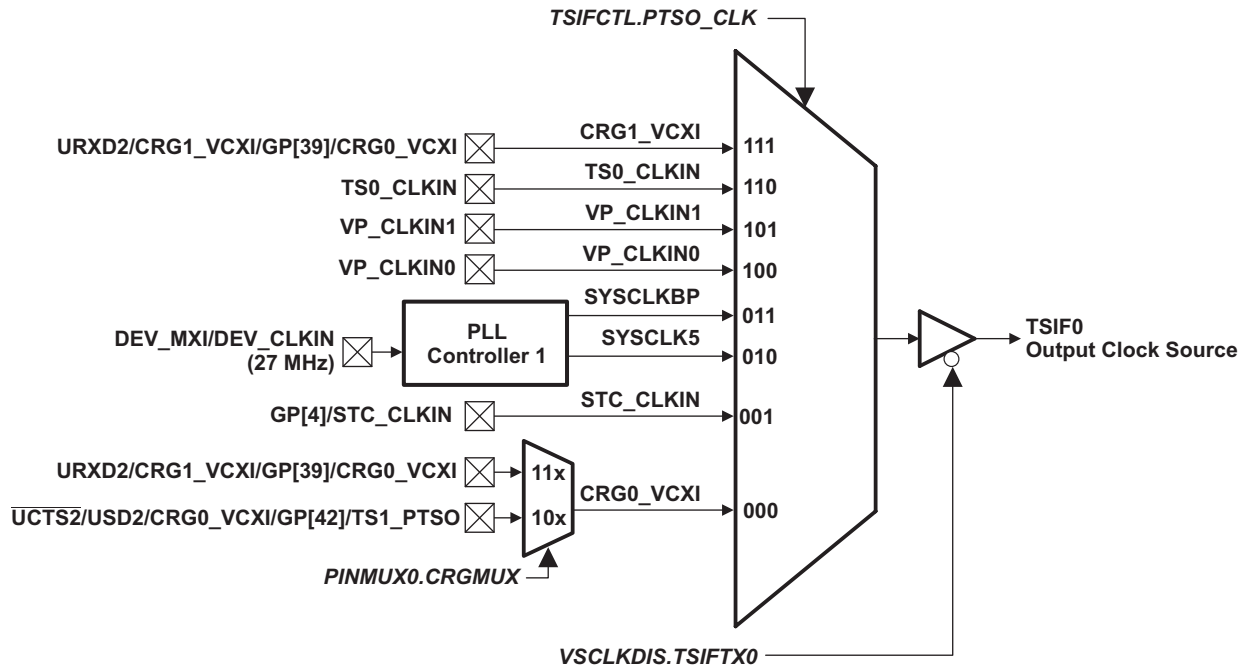 TSIFCTL.PTSO_CLK
URXD2/CRG1_VCXI/GP[39]/CRG0_VCXI
CRG1_VCXI
111
TS0_CLKIN
TS0_CLKIN
110
VP_CLKIN1
VP_CLKIN1
101
VP_CLKIN0
VP_CLKIN0
100
DEV_MXI/DEV_CLKIN
(27 MHz)
PLL
Controller 1
SYSCLKBP
011
SYSCLK5
010
TSIF0
Output Clock Source
GP[4]/STC_CLKIN
STC_CLKIN
001
URXD2/CRG1_VCXI/GP[39]/CRG0_VCXI
11x
UCTS2/USD2/CRG0_VCXI/GP[42]/TS1_PTSO
10x
CRG0_VCXI
000
PINMUX0.CRGMUX
VSCLKDIS.TSIFTX0